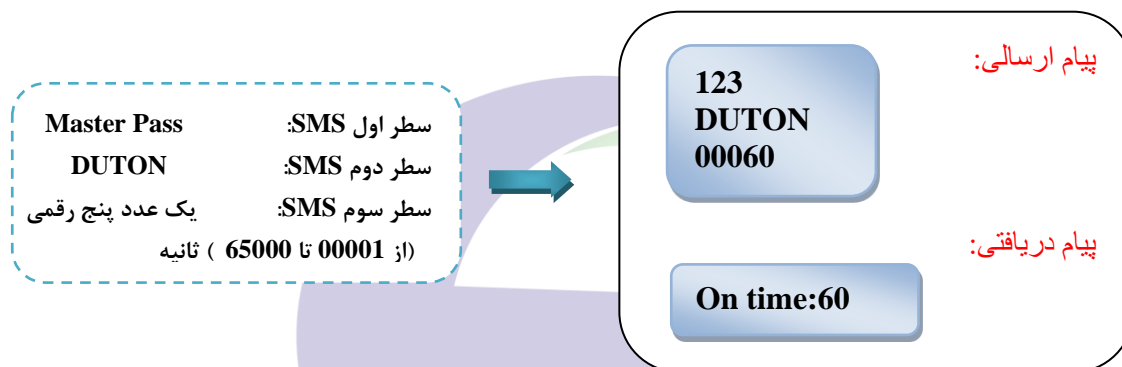 سطر اول SMS: Master Pass
سطر دوم SMS: DUTON
سطر سوم SMS: یک عدد پنج رقمی
(از 00001 تا 65000 ) ثانیه
پیام ارسالی:
123
DUTON
00060
پیام دریافتی:
On time:60